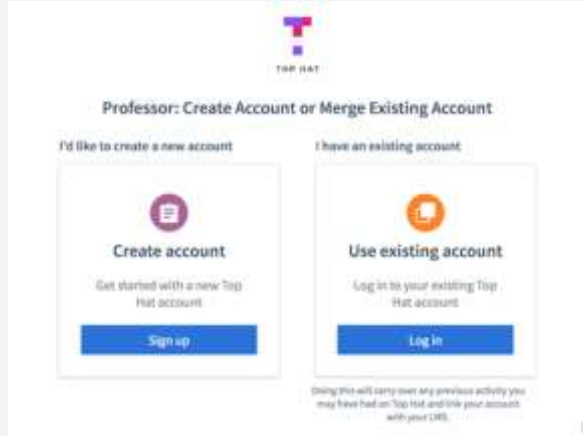 TOP HAT
Professor: Create Account or Merge Existing Account
I'd like to create a new account
I have an existing account
Create account
Get started with a new Top
Hat account
Sign up
Use existing account
Log in to your existing Top
Hat account
Log in
Doing this will carry over any previous activity you
may have had on Top Hat and link your account
with your LMS.